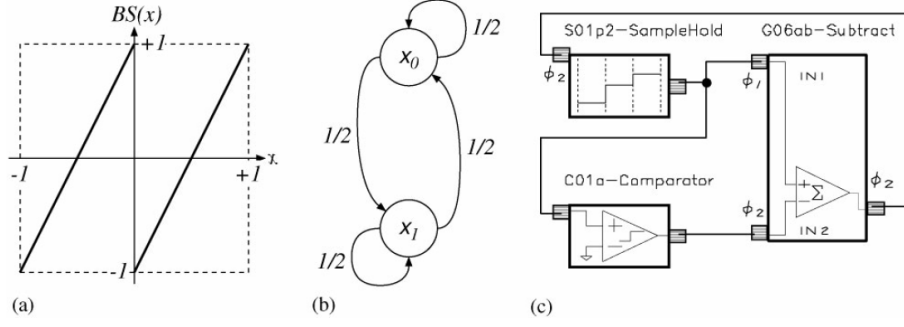 BS(x)
+1
-1
x
+1
-1
(a)
1/2
x0
1/2
1/2
x1
1/2
(b)
S01p2-SampleHold
G06ab-Subtract
ϕ2
ϕ1
IN1
C01a-Comparator
+
-
+
Σ
-
ϕ2
ϕ2
IN2
(c)